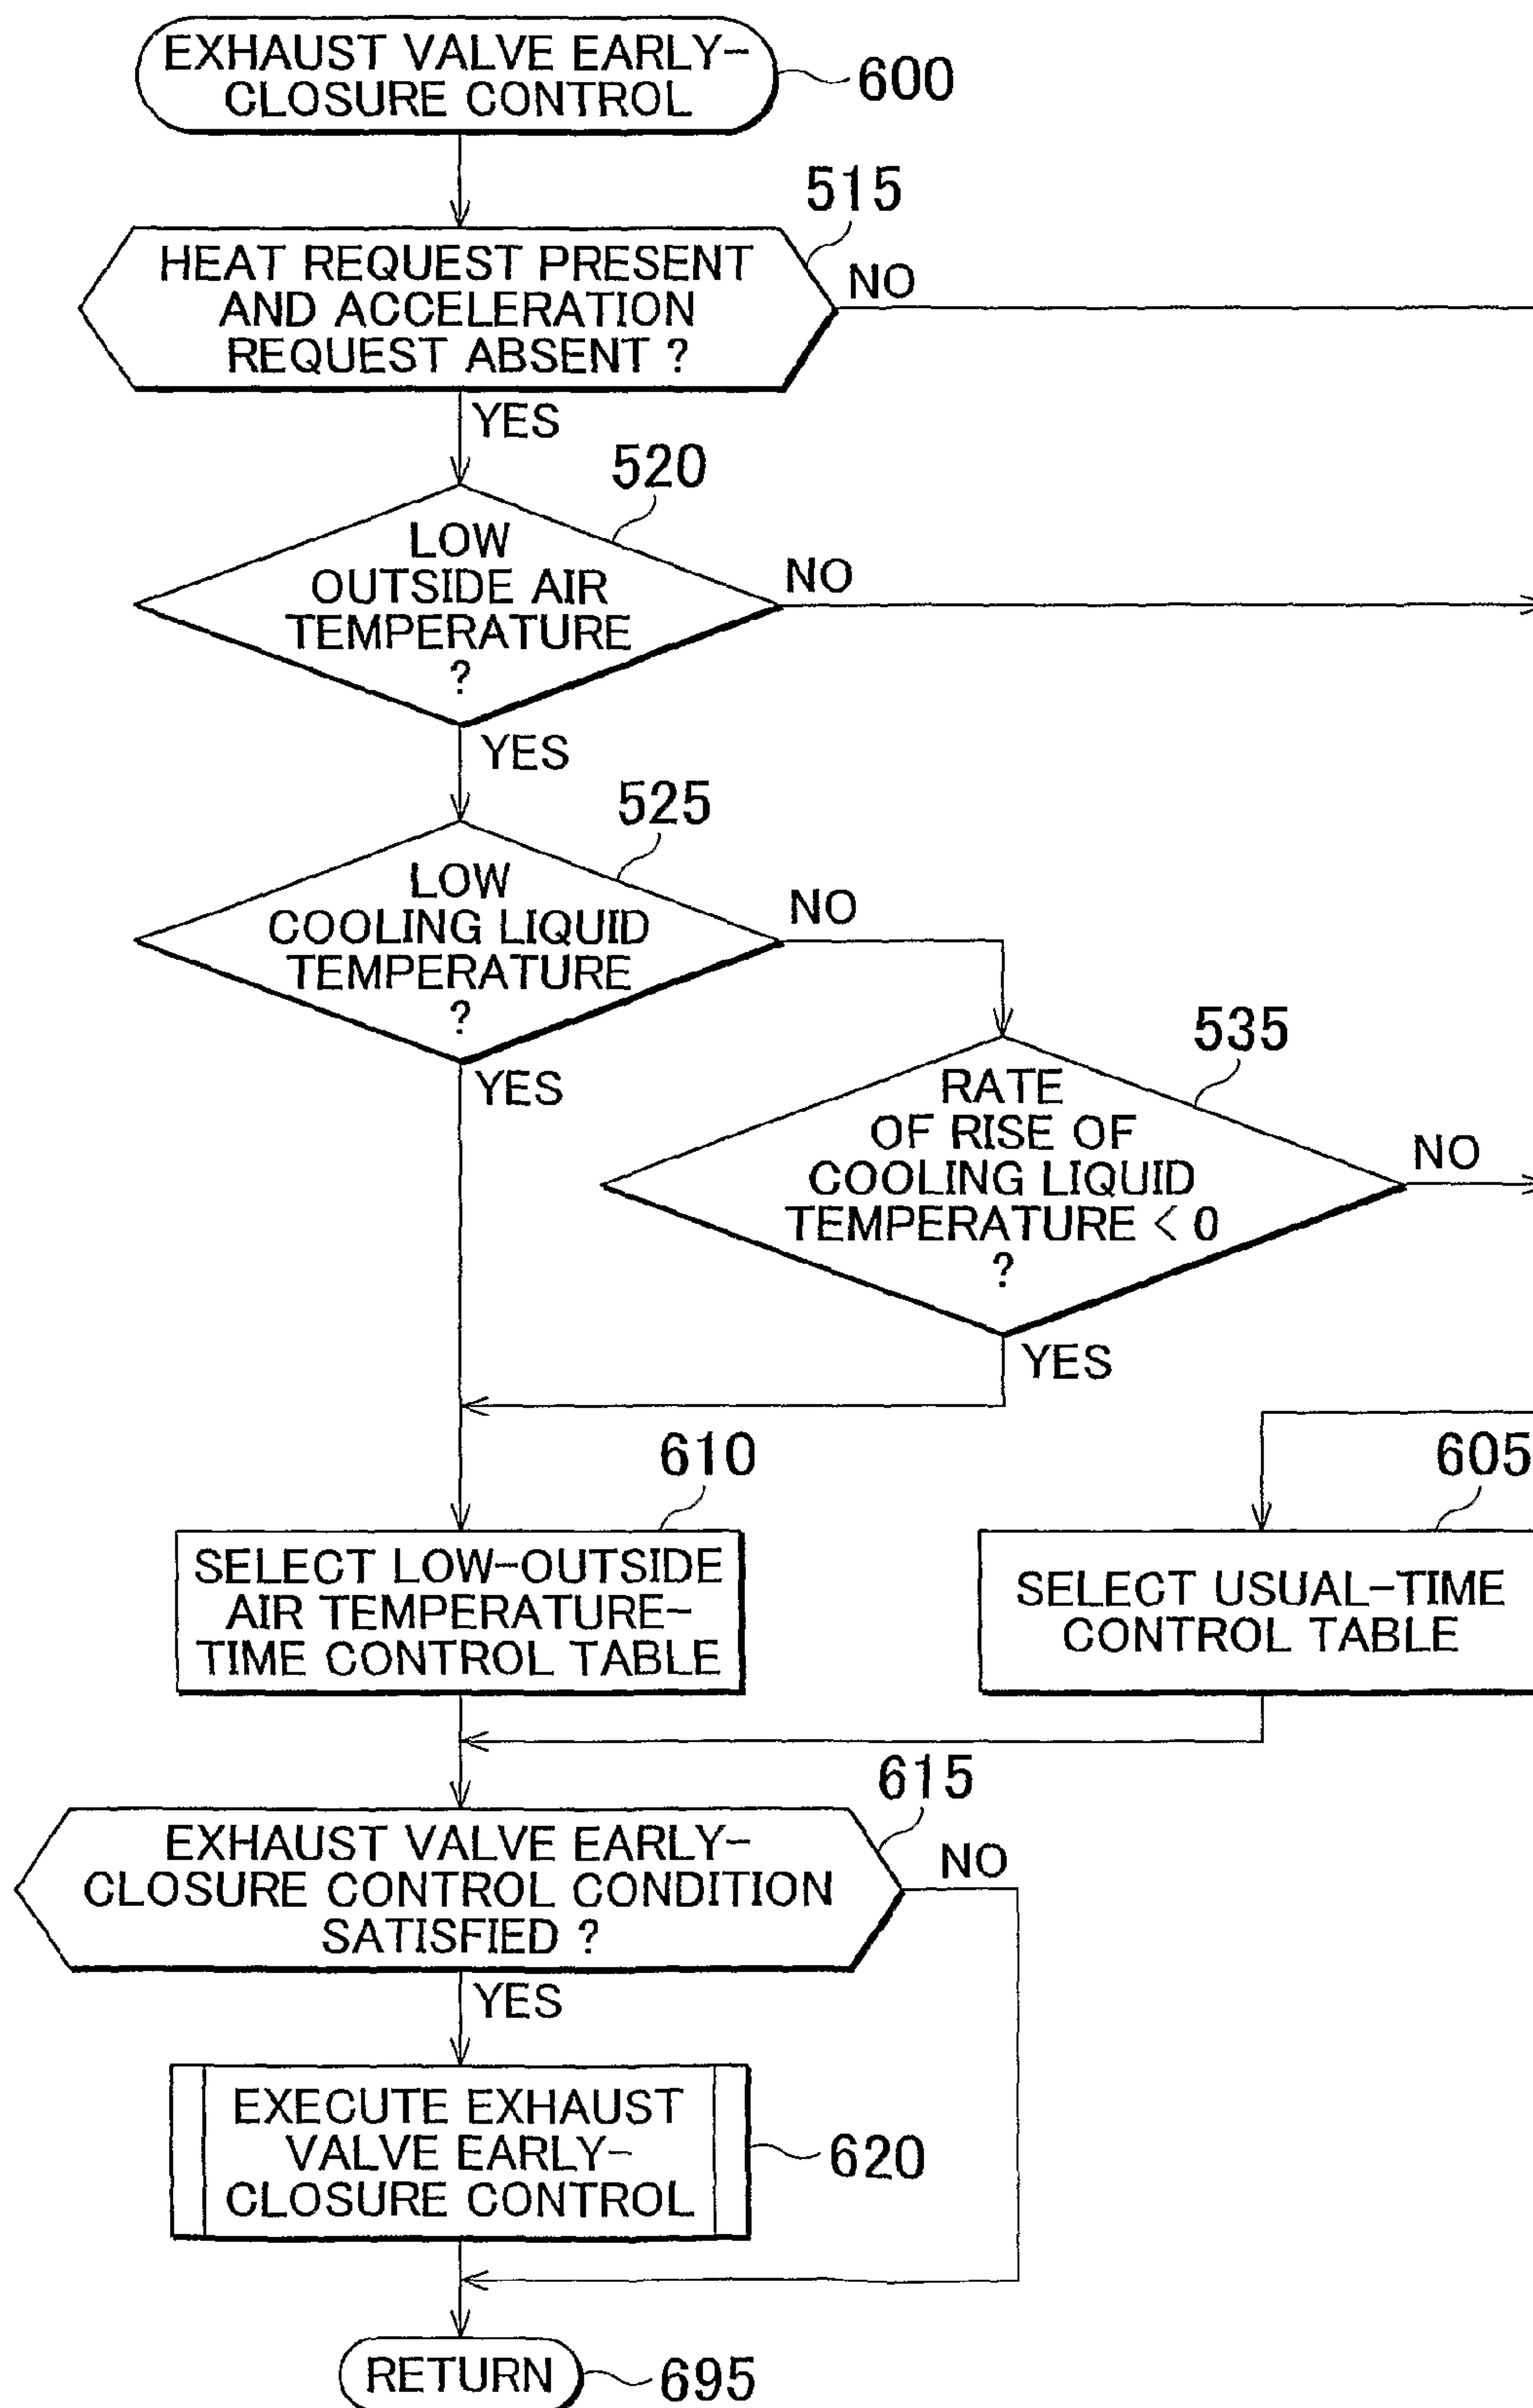 EXHAUST VALVE EARLY-
CLOSURE CONTROL
600
515
HEAT REQUEST PRESENT
AND ACCELERATION
REQUEST ABSENT ?
NO
YES
520
LOW
OUTSIDE AIR
TEMPERATURE
?
NO
YES
525
LOW
COOLING LIQUID
TEMPERATURE
?
NO
YES
535
RATE
OF RISE OF
COOLING LIQUID
TEMPERATURE < 0
?
NO
YES
610
SELECT LOW-OUTSIDE
AIR TEMPERATURE-
TIME CONTROL TABLE
605
SELECT USUAL-TIME
CONTROL TABLE
615
EXHAUST VALVE EARLY-
CLOSURE CONTROL CONDITION
SATISFIED ?
NO
YES
EXECUTE EXHAUST
VALVE EARLY-
CLOSURE CONTROL
620
RETURN
695